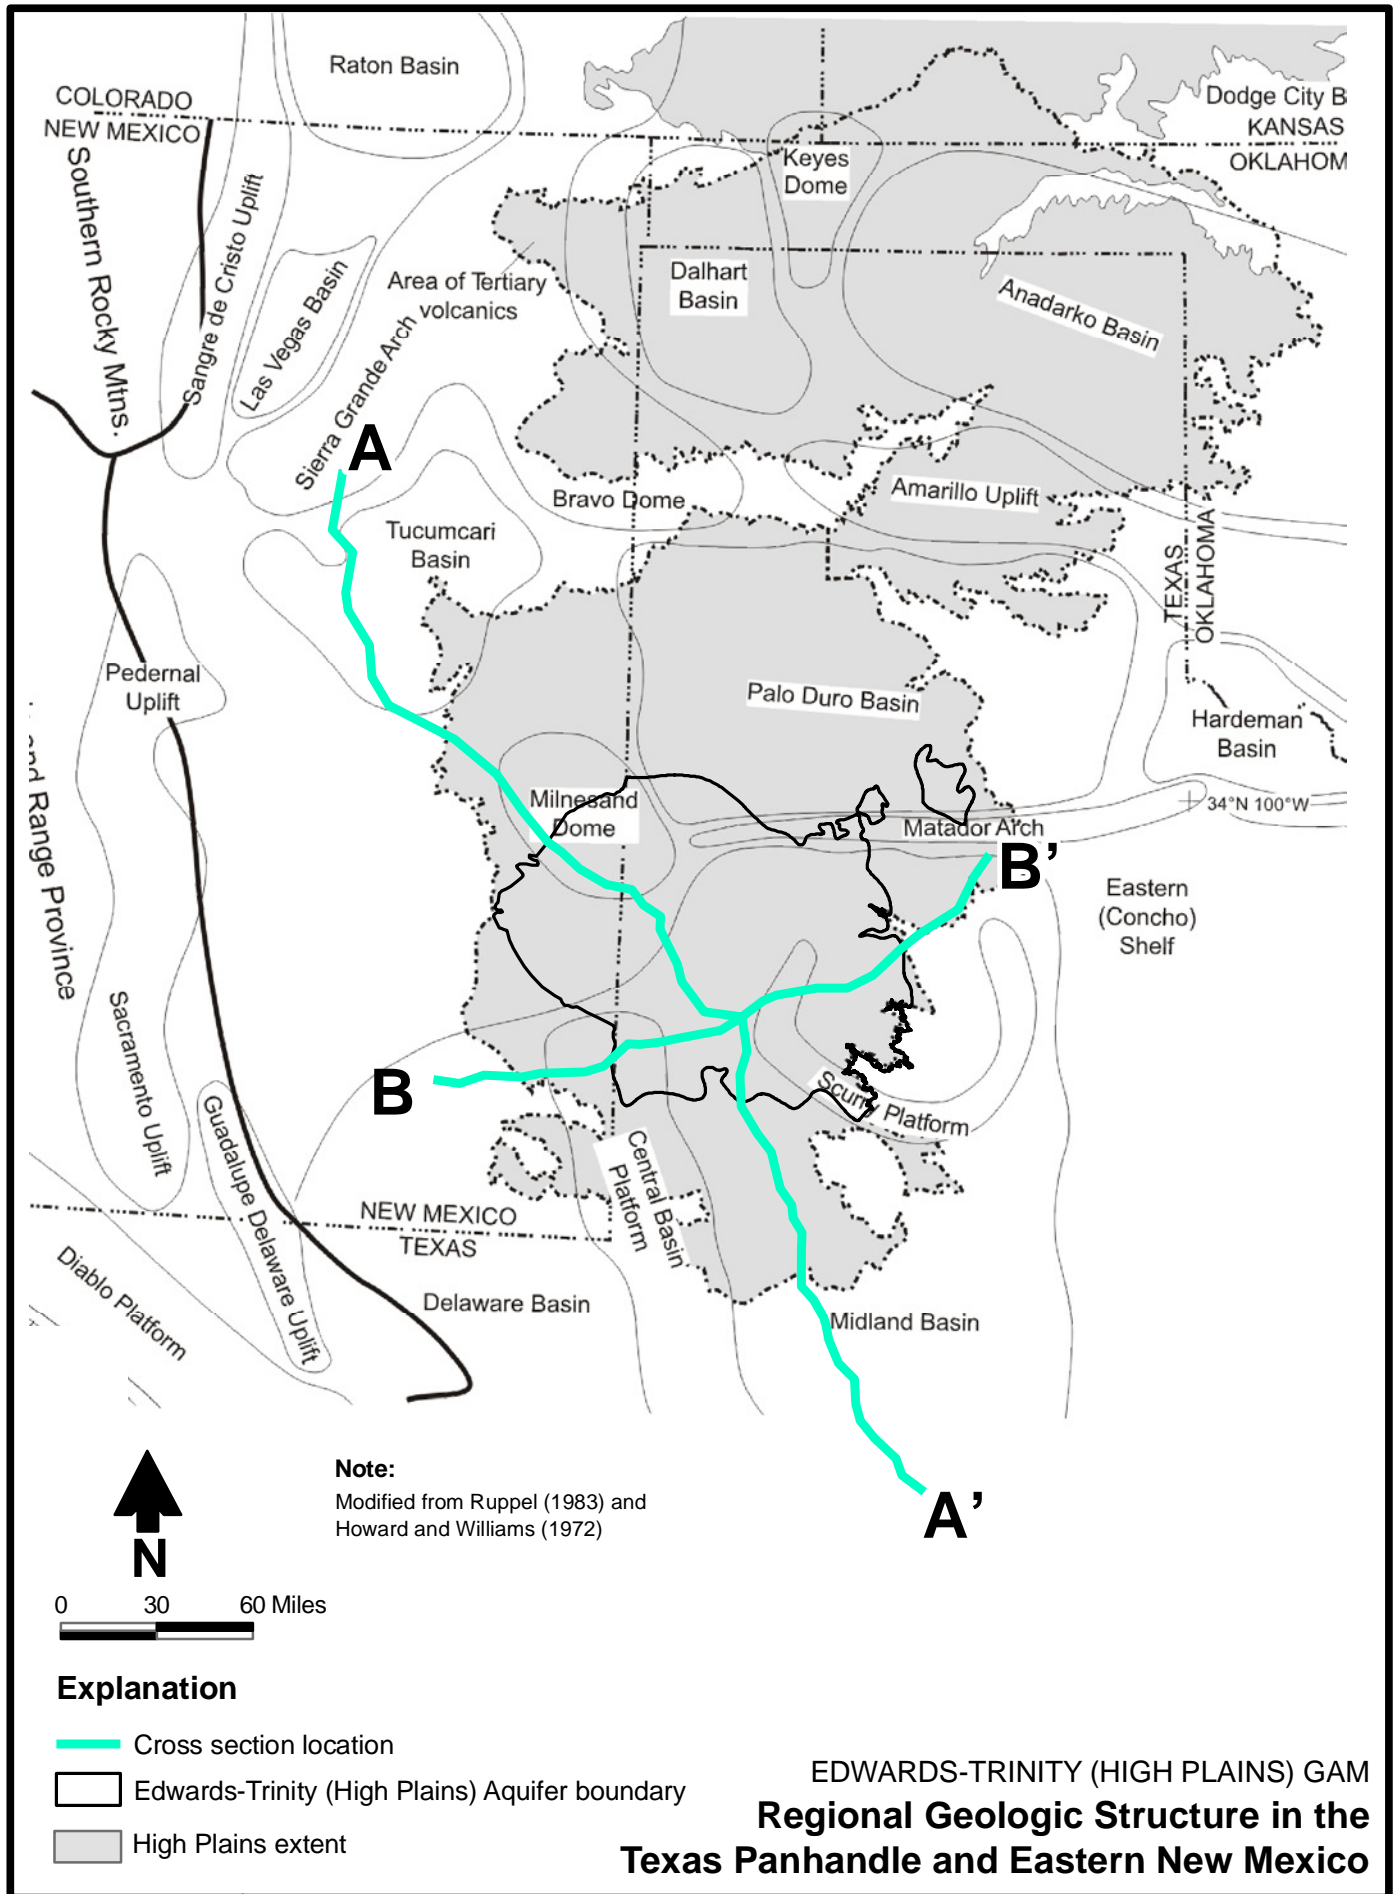 Raton Basin
COLORADO
NEW MEXICO
Dodge City B
KANSAS
OKLAHOM
Keyes
Dome
Southern Rocky Mtns.
Sangre de Cristo Uplift
Las Vegas Basin
Area of Tertiary
volcanics
Sierra Grande Arch
Dalhart
Basin
Anadarko Basin
A
Bravo Dome
Amarillo Uplift
Tucumcari
Basin
TEXAS
OKLAHOMA
Pedernal
Uplift
Palo Duro Basin
Hardeman
Basin
and Range Province
Milnesand
Dome
34°N 100°W
Matador Arch
B’
Eastern
(Concho)
Shelf
Sacramento Uplift
B
Guadalupe Delaware Uplift
Scurry Platform
Central Basin
Platform
NEW MEXICO
TEXAS
Diablo Platform
Delaware Basin
Midland Basin
A’
N
Note:
Modified from Ruppel (1983) and
Howard and Williams (1972)
0 30 60 Miles
Explanation
Cross section location
Edwards-Trinity (High Plains) Aquifer boundary
High Plains extent
EDWARDS-TRINITY (HIGH PLAINS) GAM
Regional Geologic Structure in the
Texas Panhandle and Eastern New Mexico